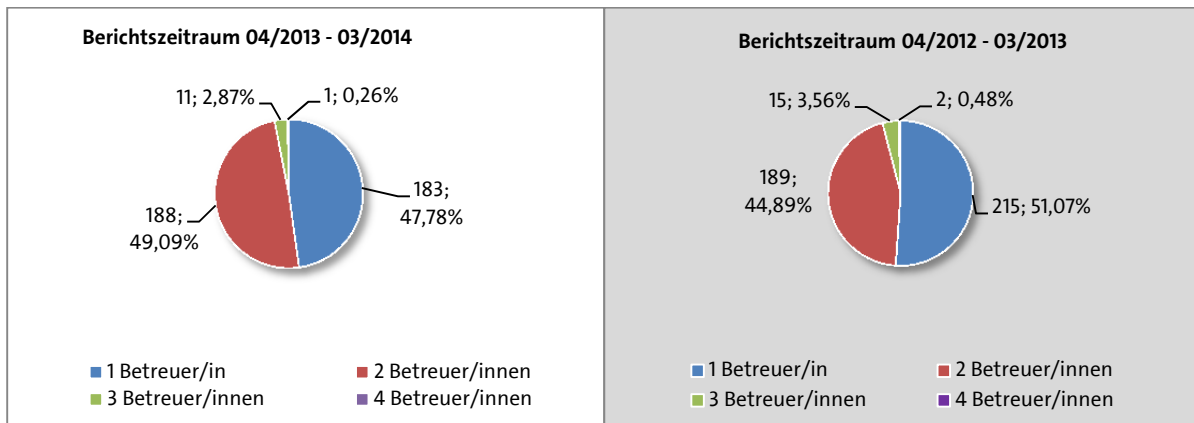 Berichtszeitraum 04/2013 - 03/2014
11; 2,87%
1; 0,26%
183;
47,78%
188;
49,09%
1 Betreuer/in
2 Betreuer/innen
3 Betreuer/innen
4 Betreuer/innen
Berichtszeitraum 04/2012 - 03/2013
15; 3,56%
2; 0,48%
189;
44,89%
215; 51,07%
1 Betreuer/in
2 Betreuer/innen
3 Betreuer/innen
4 Betreuer/innen